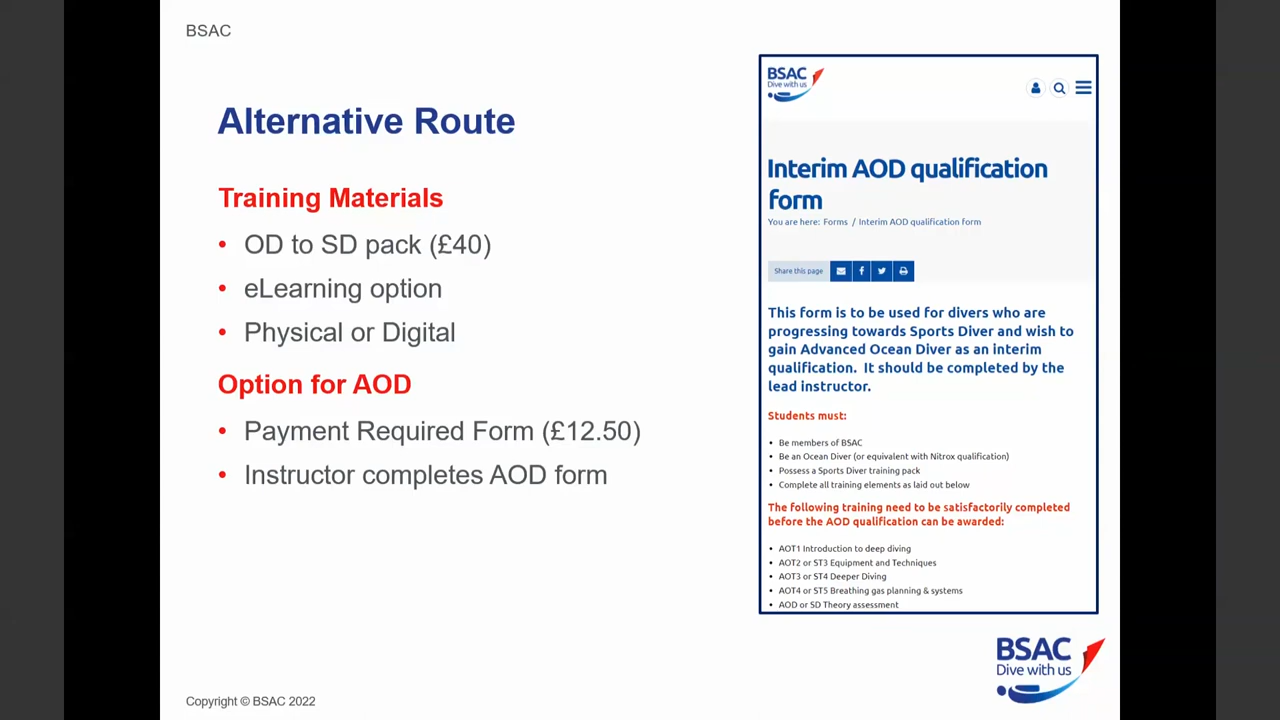 BSAC
Alternative Route
Training Materials
• OD to SD pack (£40)
• eLearning option
• Physical or Digital
Option for AOD
• Payment Required Form (£12.50)
• Instructor completes AOD form
BSAC
Dive with us
Interim AOD qualification
form
You are here: Forms / Interim AOD qualification form
Share this page
This form is to be used for divers who are
progressing towards Sports Diver and wish to
gain Advanced Ocean Diver as an interim
qualification. It should be completed by the
lead instructor.
Students must:
• Be members of BSAC
• Be an Ocean Diver (or equivalent with Nitrox qualification)
• Possess a Sports Diver training pack
• Complete all training elements as laid out below
The following training need to be satisfactorily completed
before the AOD qualification can be awarded:
• AOT1 Introduction to deep diving
• AOT2 or ST3 Equipment and Techniques
• AOT3 or ST4 Deeper Diving
• AOT4 or ST5 Breathing gas planning & systems
• AOD or SD Theory assessment
BSAC
Dive with us
Copyright © BSAC 2022